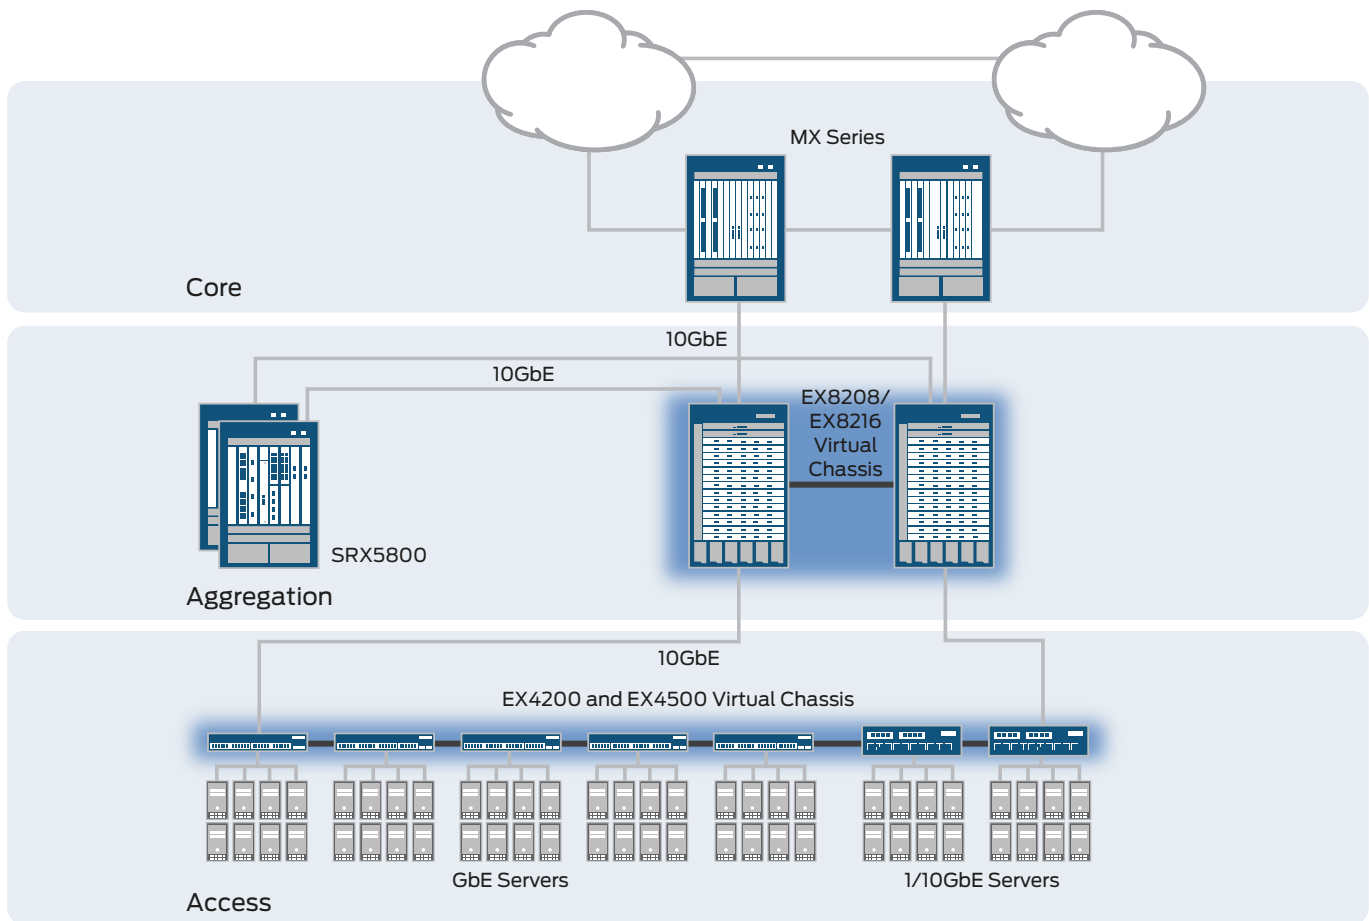 MX Series
Core
10GbE
10GbE
EX8208/
EX8216
Virtual
Chassis
SRX5800
Aggregation
10GbE
EX4200 and EX4500 Virtual Chassis
GbE Servers
1/10GbE Servers
Access